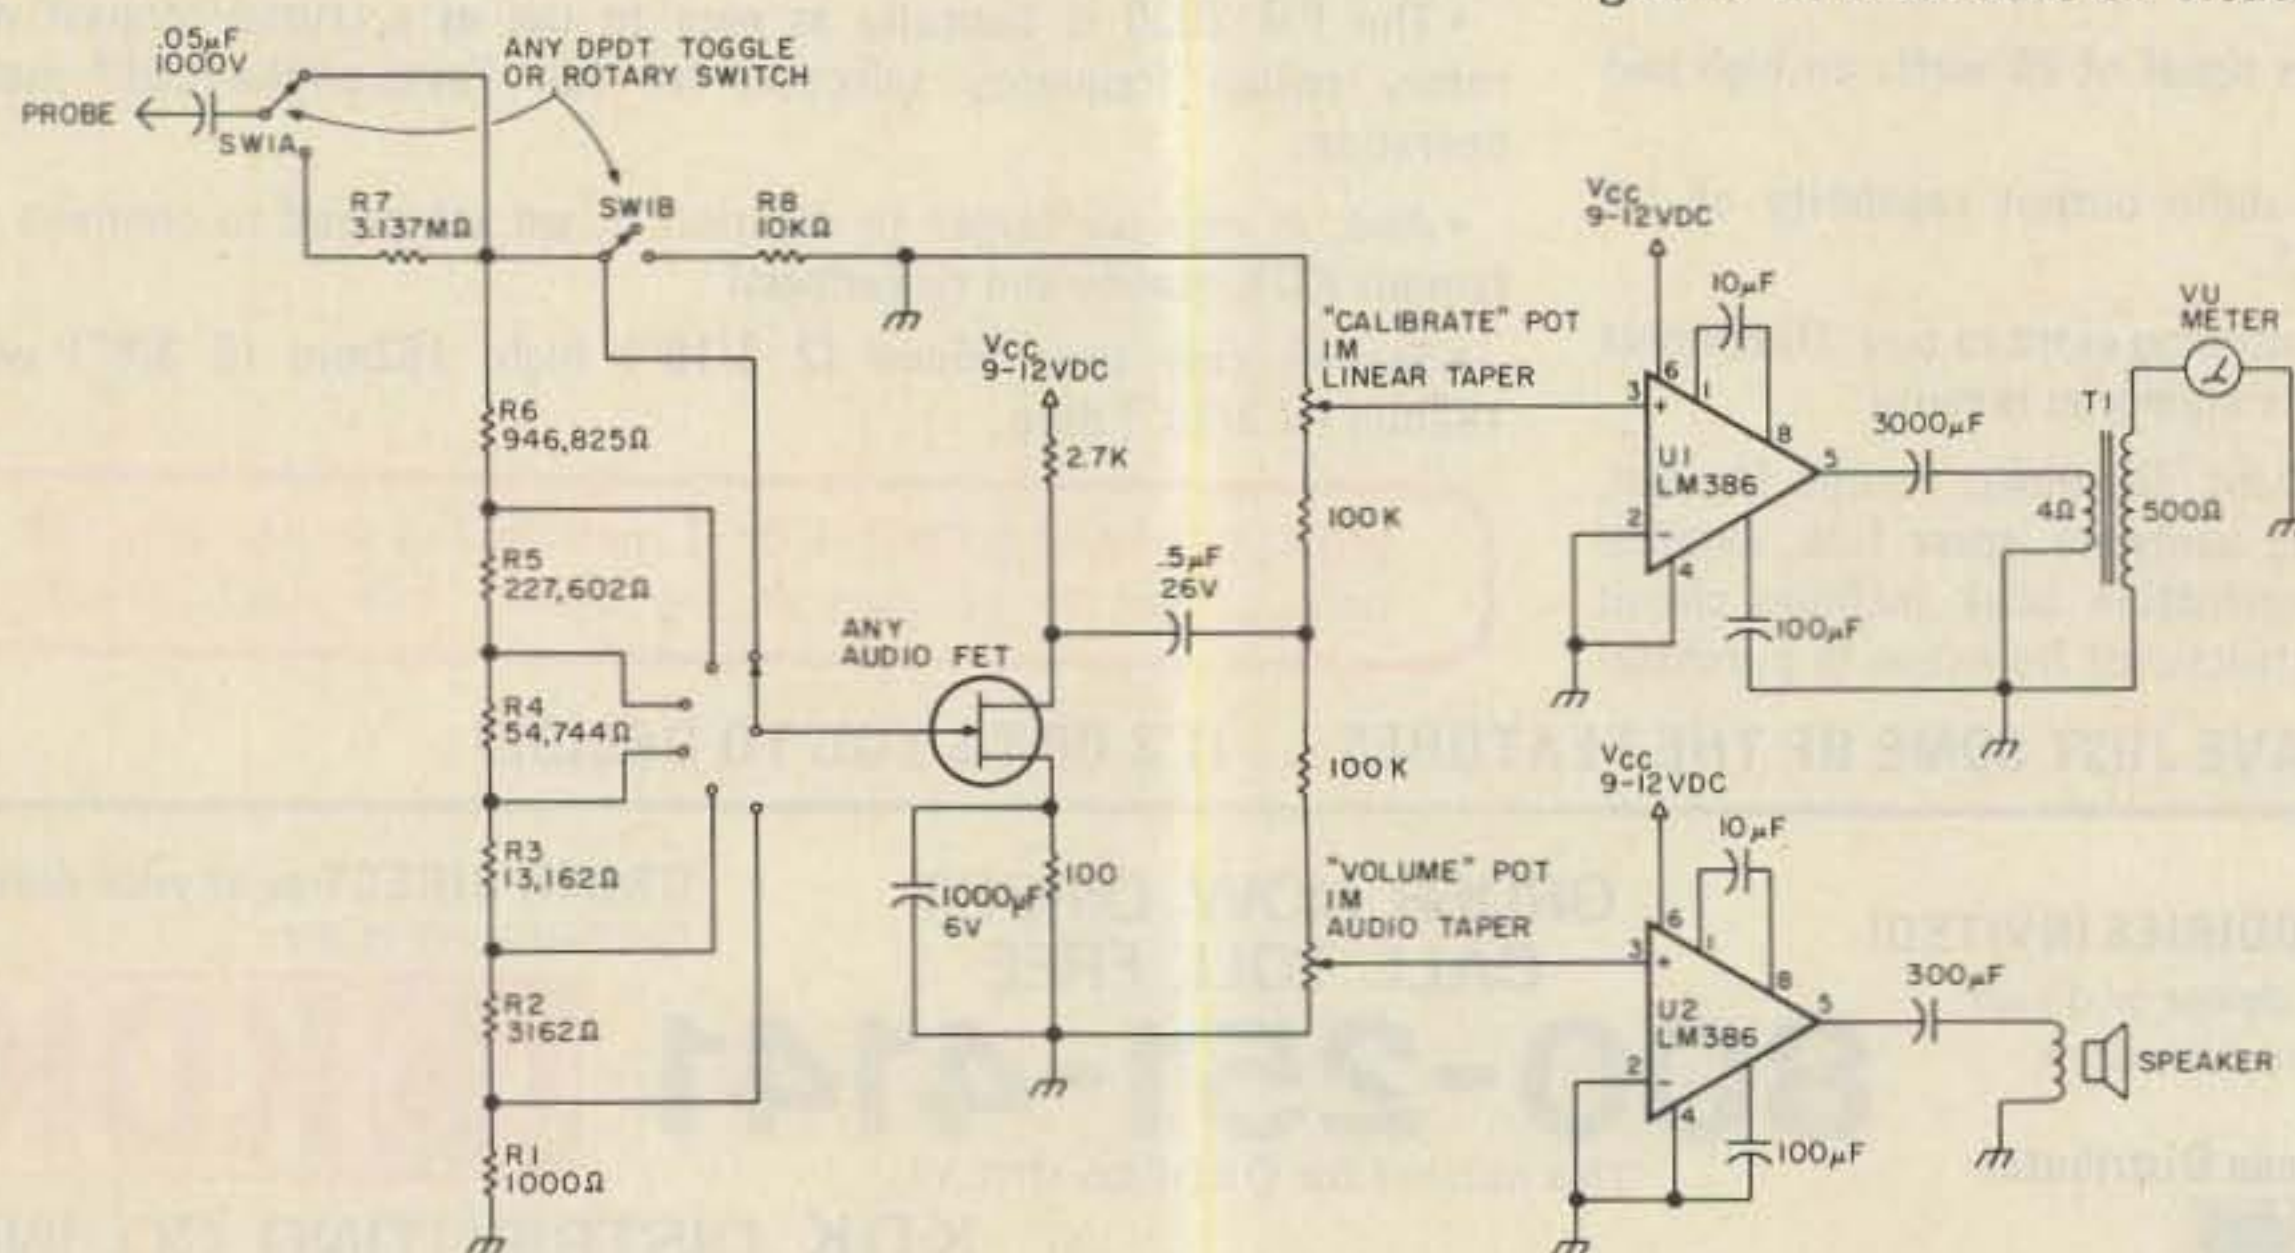 .05µF
1000V
PROBE
SW1A
ANY DPDT TOGGLE
OR ROTARY SWITCH
R7
3.137MΩ
SW1B
R8
10KΩ
R6
946,825Ω
R5
227,602Ω
R4
54,744Ω
R3
13,162Ω
R2
3162Ω
R1
1000Ω
ANY
AUDIO FET
VCC
9-12VDC
2.7K
.5µF
26V
1000µF
6V
100
"CALIBRATE" POT
1M
LINEAR TAPER
100K
100K
"VOLUME" POT
1M
AUDIO TAPER
VCC
9-12VDC
10µF
6
1
3
+
8
U1
LM386
5
2
-
4
100µF
3000µF
T1
4Ω
500Ω
VU
METER
VCC
9-12VDC
10µF
6
1
3
+
8
U2
LM386
5
2
-
4
100µF
300µF
SPEAKER